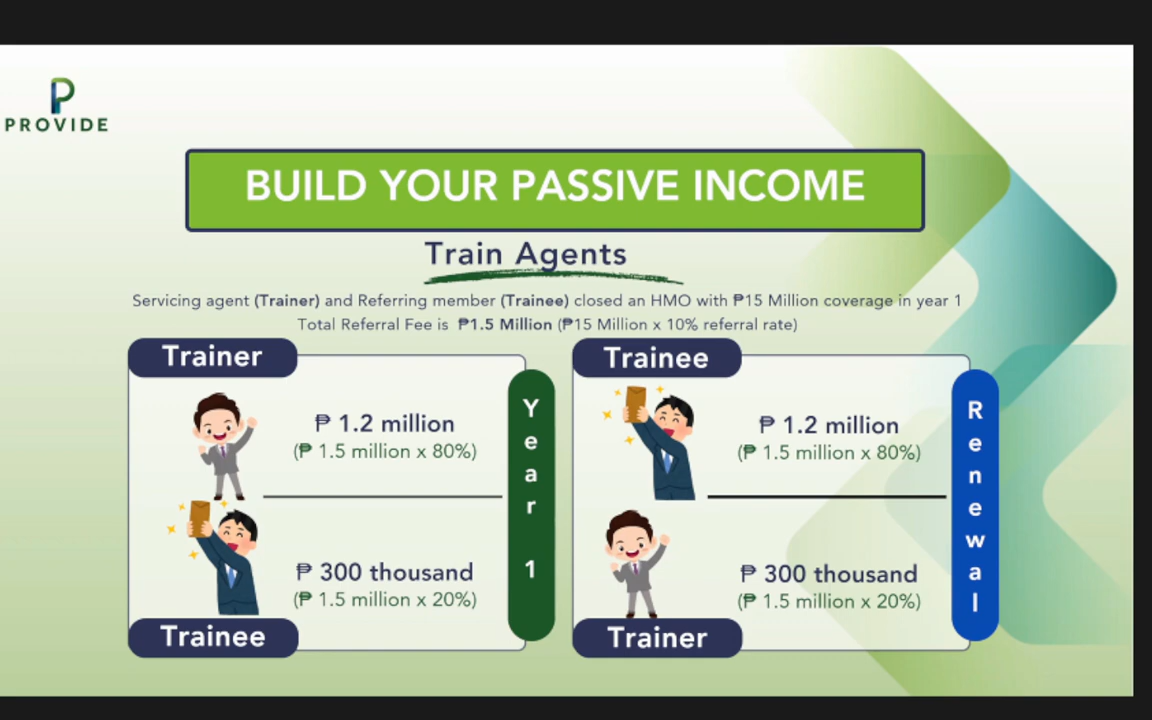 PROVIDE
BUILD YOUR PASSIVE INCOME
Train Agents
Servicing agent (Trainer) and Referring member (Trainee) closed an HMO with ₱15 Million coverage in year 1
Total Referral Fee is ₱1.5 Million (₱15 Million x 10% referral rate)
Trainer
₱ 1.2 million
(₱ 1.5 million x 80%)
₱ 300 thousand
(₱ 1.5 million x 20%)
Trainee
Year 1
Trainee
₱ 1.2 million
(₱ 1.5 million x 80%)
₱ 300 thousand
(₱ 1.5 million x 20%)
Trainer
Renewal